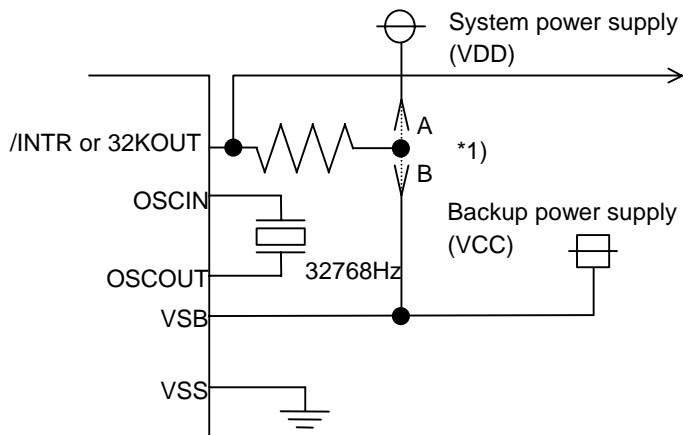 System power supply
(VDD)
A
/INTR or 32KOUT
*1)
B
OSCIN
Backup power supply
(VCC)
OSCOUT
32768Hz
VSB
VSS